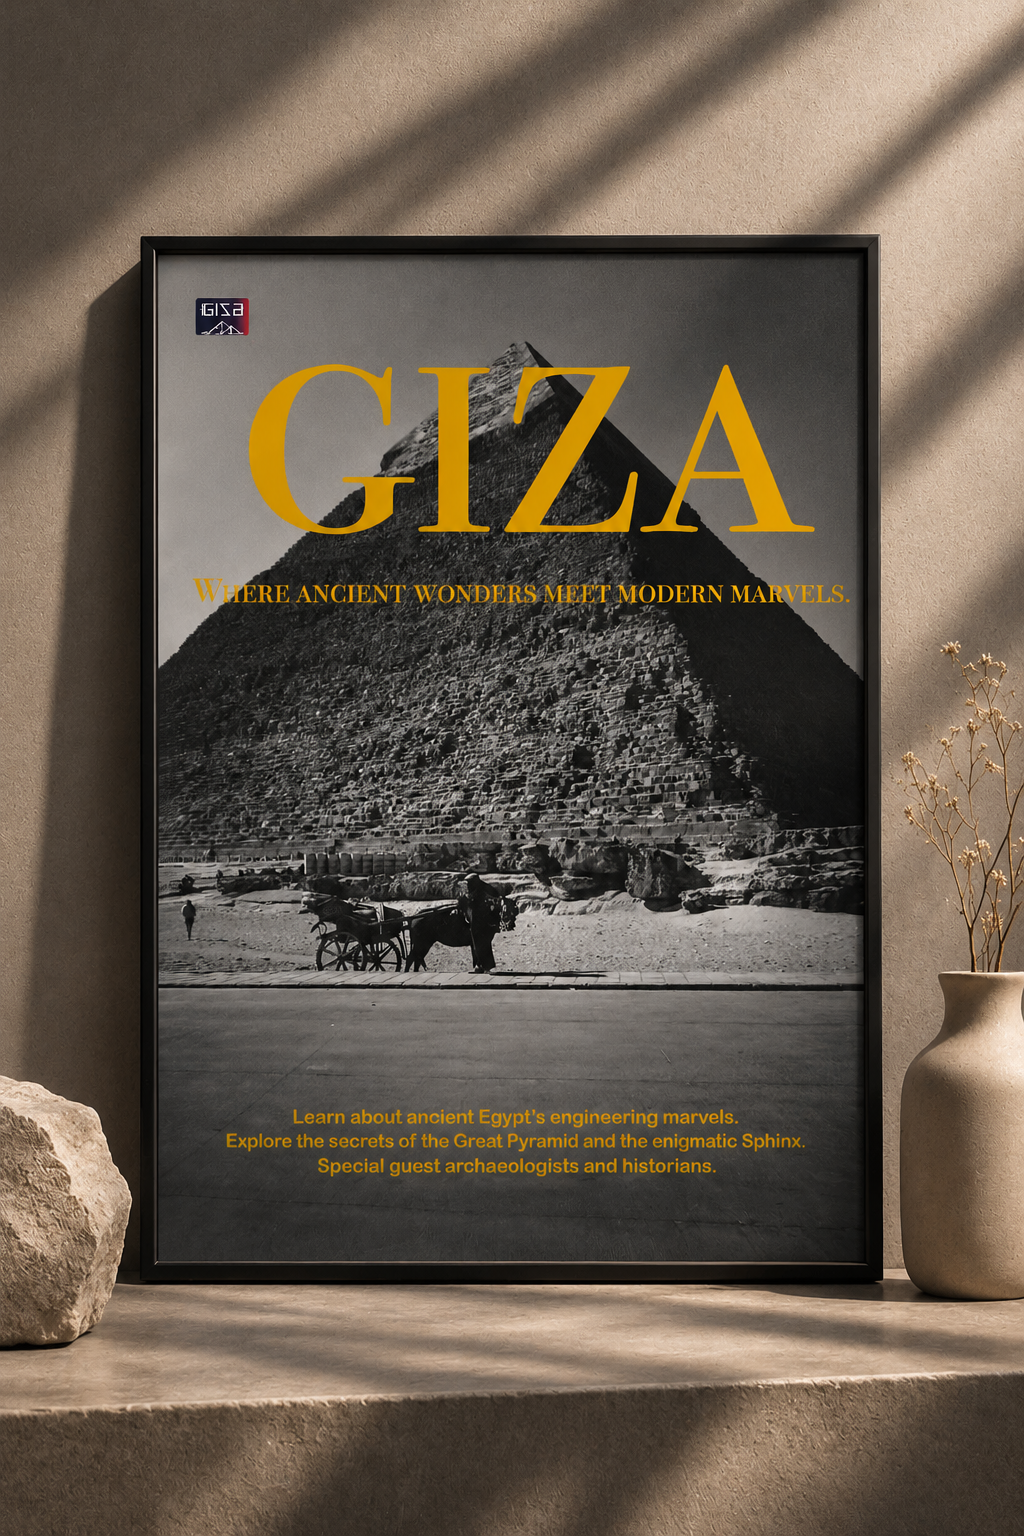 GIZA
GIZA
WHERE ANCIENT WONDERS MEET MODERN MARVELS.
Learn about ancient Egypt's engineering marvels.
Explore the secrets of the Great Pyramid and the enigmatic Sphinx.
Special guest archaeologists and historians.